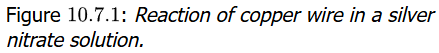 Figure 10.7.1: Reaction of copper wire in a silver
nitrate solution.